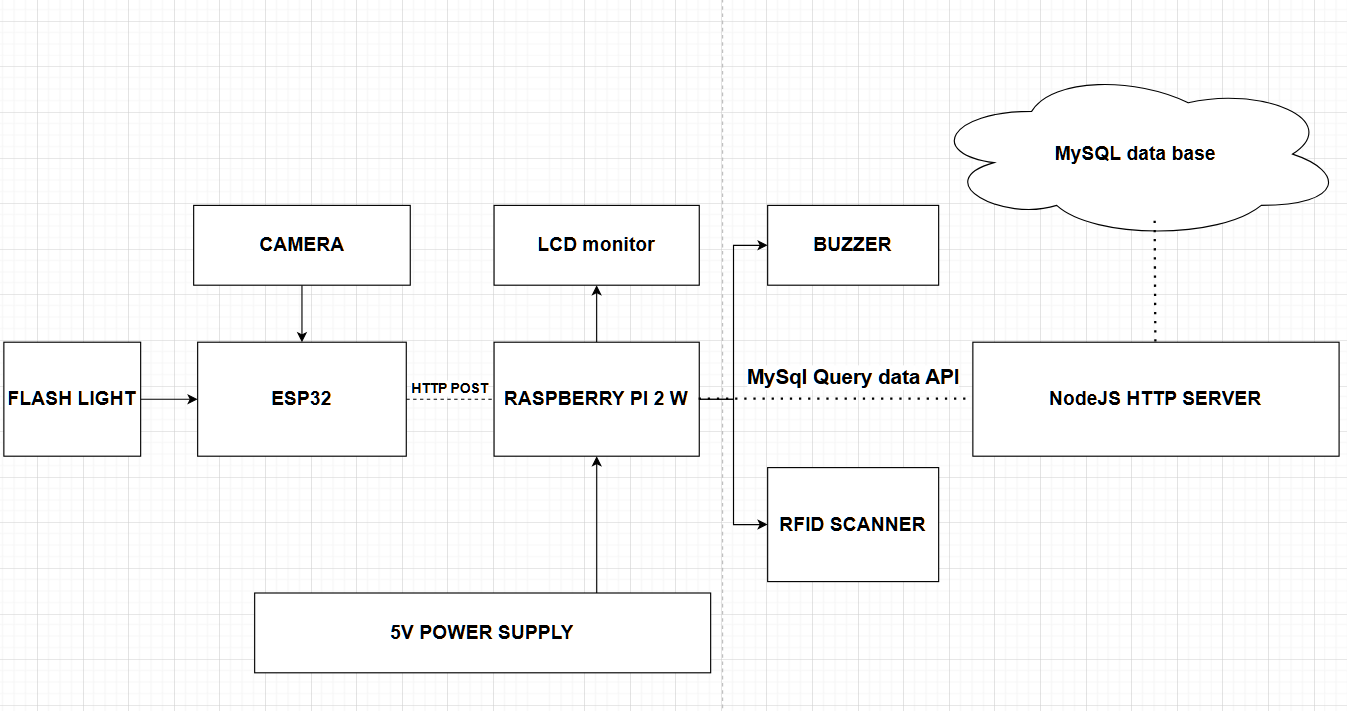 MySQL data base
CAMERA
LCD monitor
BUZZER
FLASH LIGHT
ESP32
HTTP POST
RASPBERRY PI 2 W
MySql Query data API
NodeJS HTTP SERVER
RFID SCANNER
5V POWER SUPPLY